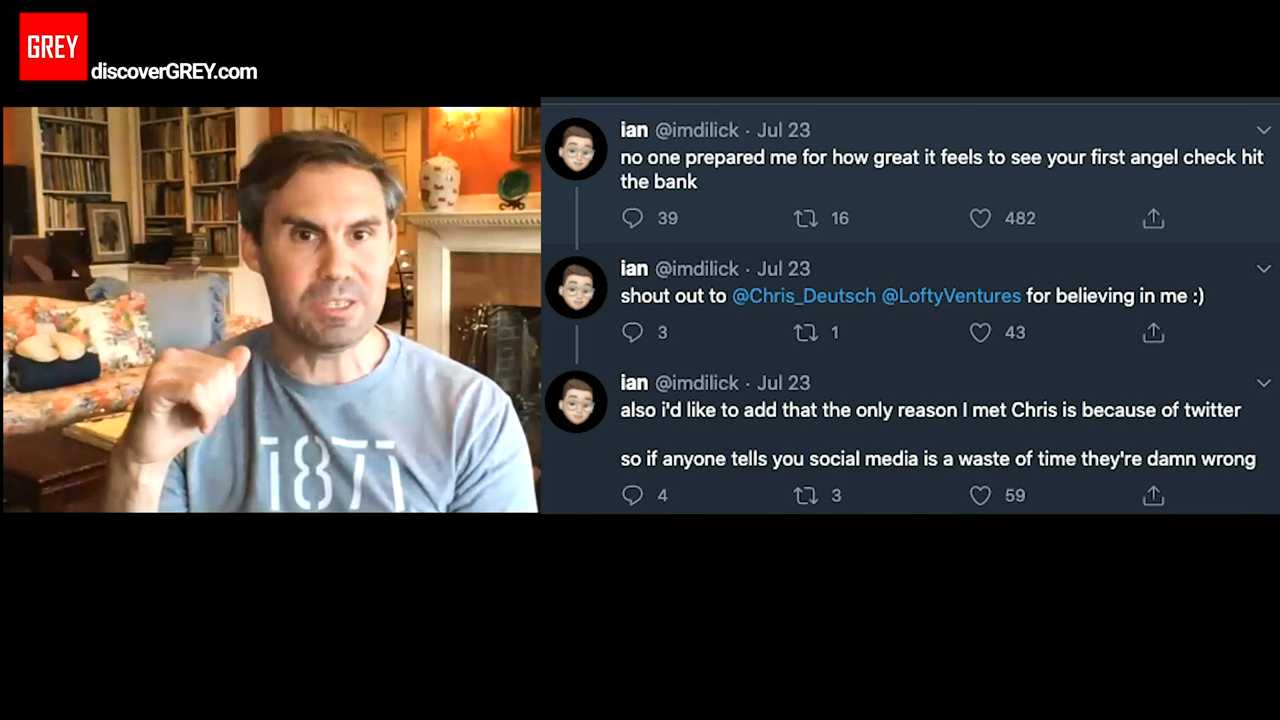 GREY
discoverGREY.com
1871
ian @imdilick · Jul 23
no one prepared me for how great it feels to see your first angel check hit
the bank
39 16 482
ian @imdilick · Jul 23
shout out to @Chris_Deutsch @LoftyVentures for believing in me :)
3 1 43
ian @imdilick · Jul 23
also i'd like to add that the only reason I met Chris is because of twitter
so if anyone tells you social media is a waste of time they're damn wrong
4 3 59